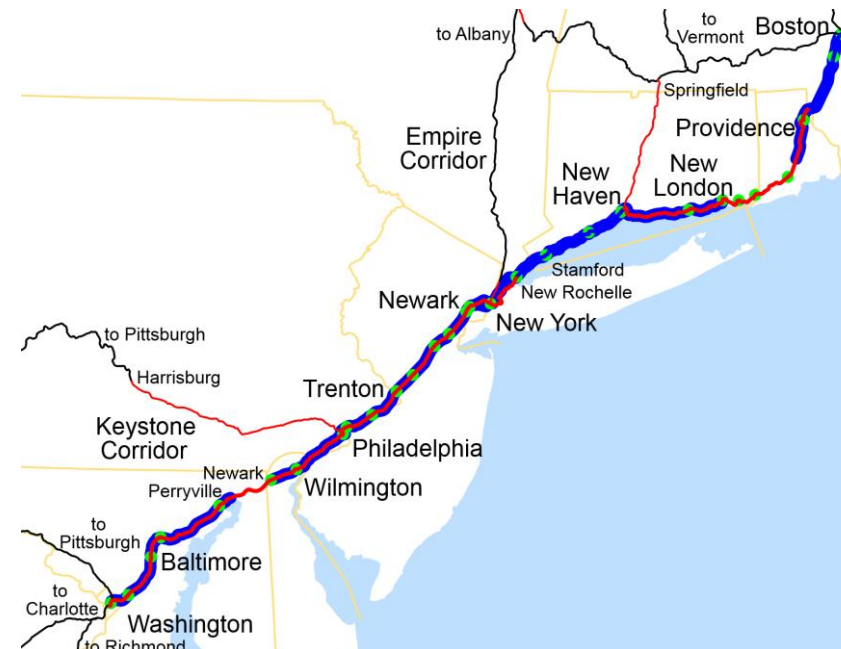 to
Vermont
Boston
to Albany
Springfield
Providence
Empire
Corridor
New
Haven
New
London
Stamford
New Rochelle
Newark
New York
to Pittsburgh
Harrisburg
Trenton
Keystone
Corridor
Philadelphia
Newark
Perryville
Wilmington
to
Pittsburgh
Baltimore
to
Charlotte
Washington
to Richmond